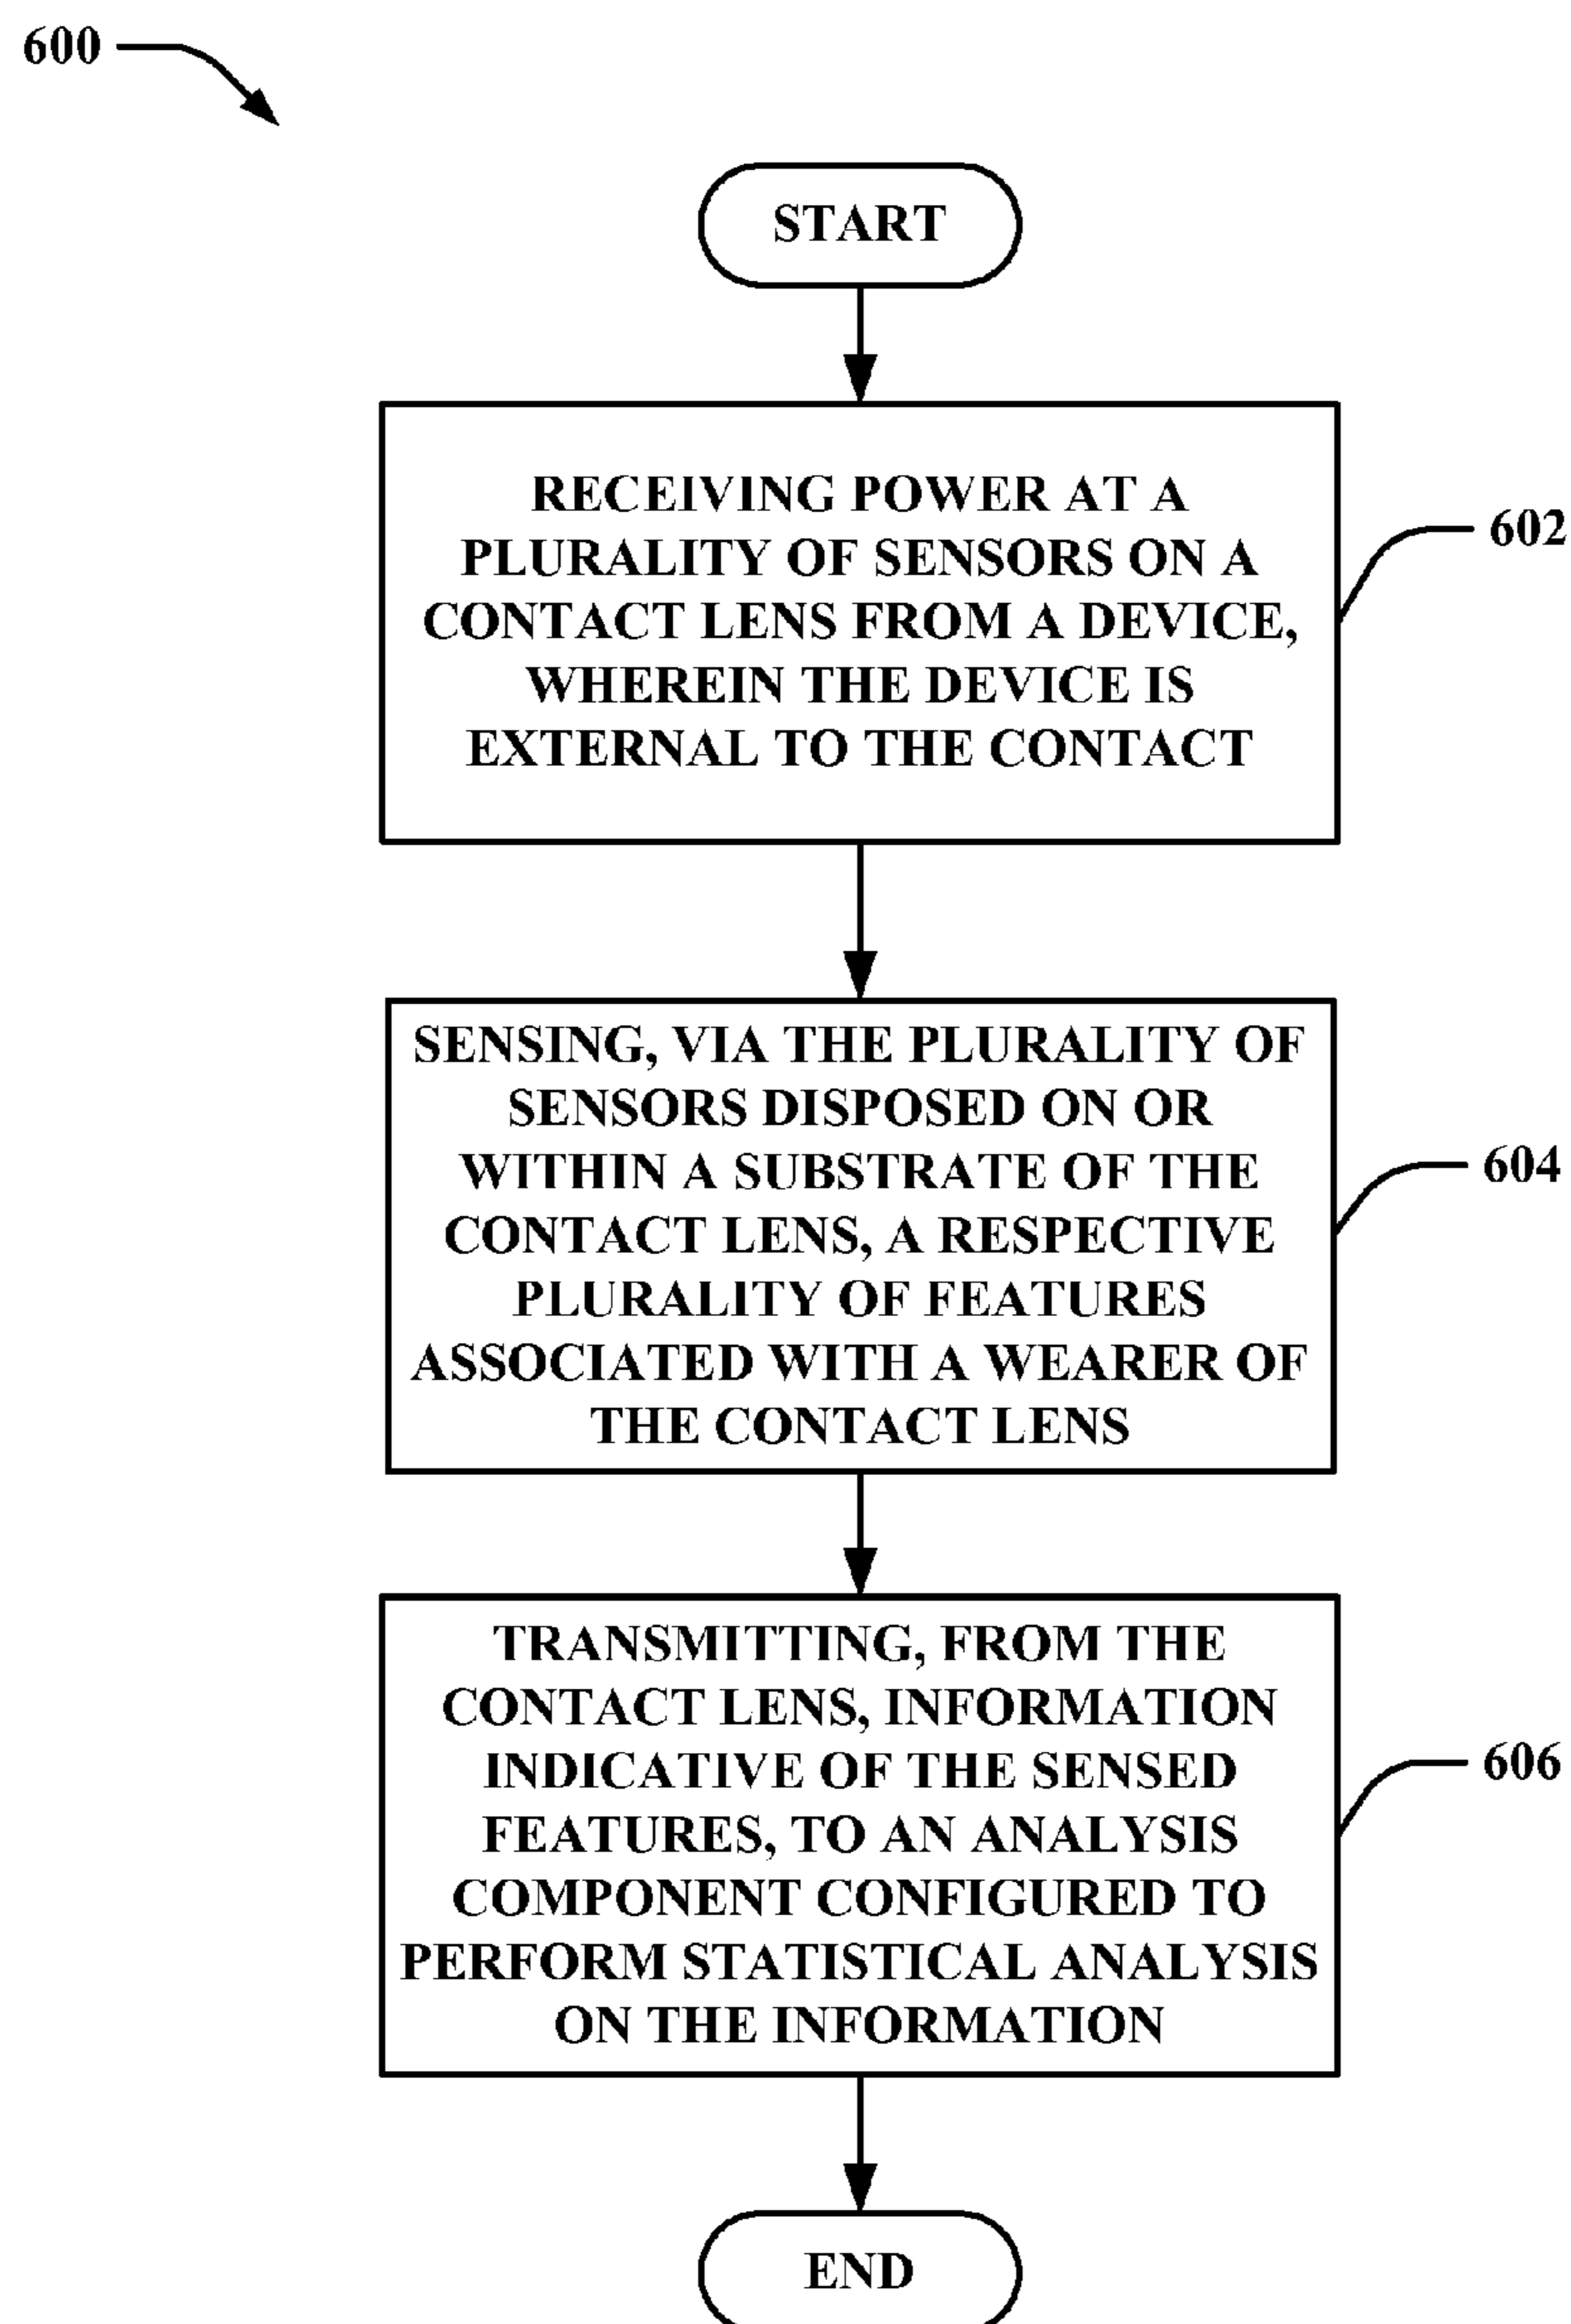 600
START
RECEIVING POWER AT A
PLURALITY OF SENSORS ON A
CONTACT LENS FROM A DEVICE,
WHEREIN THE DEVICE IS
EXTERNAL TO THE CONTACT
602
SENSING, VIA THE PLURALITY OF
SENSORS DISPOSED ON OR
WITHIN A SUBSTRATE OF THE
CONTACT LENS, A RESPECTIVE
PLURALITY OF FEATURES
ASSOCIATED WITH A WEARER OF
THE CONTACT LENS
604
TRANSMITTING, FROM THE
CONTACT LENS, INFORMATION
INDICATIVE OF THE SENSED
FEATURES, TO AN ANALYSIS
COMPONENT CONFIGURED TO
PERFORM STATISTICAL ANALYSIS
ON THE INFORMATION
606
END